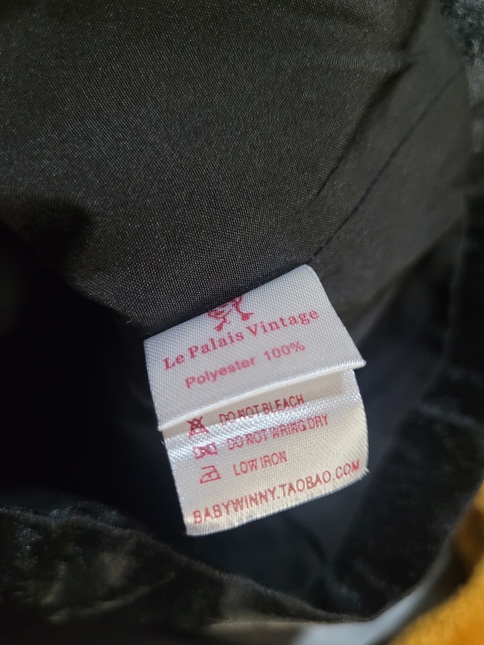 Le Palais Vintage
Polyester 100%
DO NOT BLEACH
DO NOT WRING DRY
LOW IRON
BABYWINNY.TAOBAO.COM